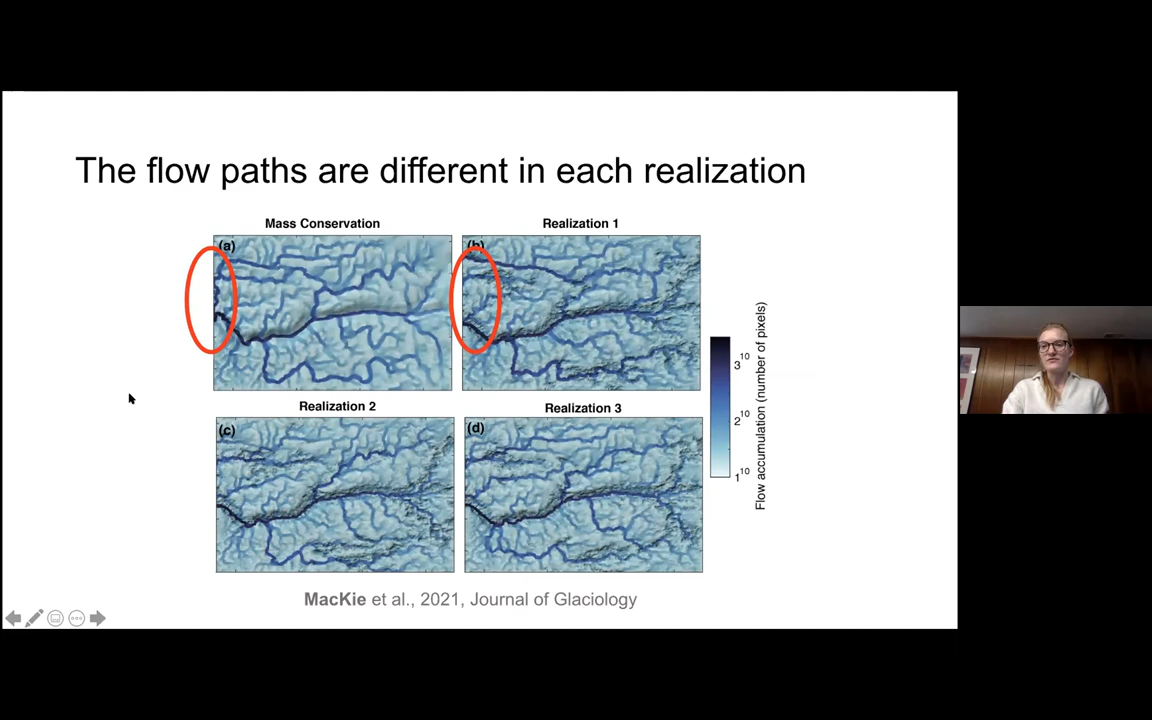 The flow paths are different in each realization
Mass Conservation
Realization 1
(a)
(b)
Realization 2
Realization 3
(c)
(d)
3^10
2^10
1^10
Flow accumulation (number of pixels)
MacKie et al., 2021, Journal of Glaciology